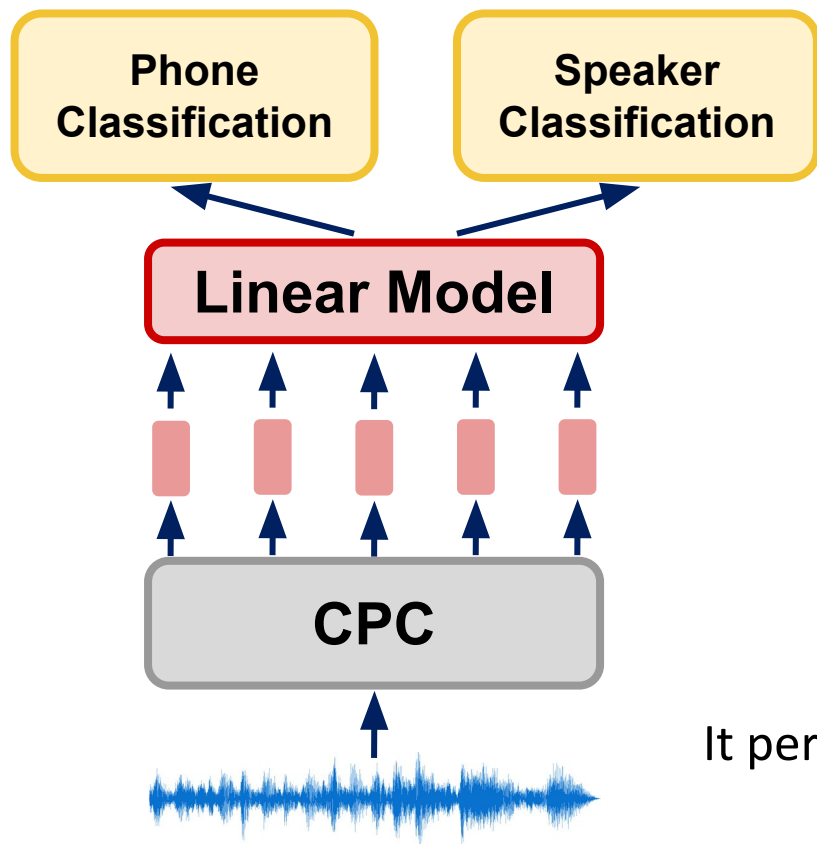 Phone
Classification
Speaker
Classification
Linear Model
CPC
It per